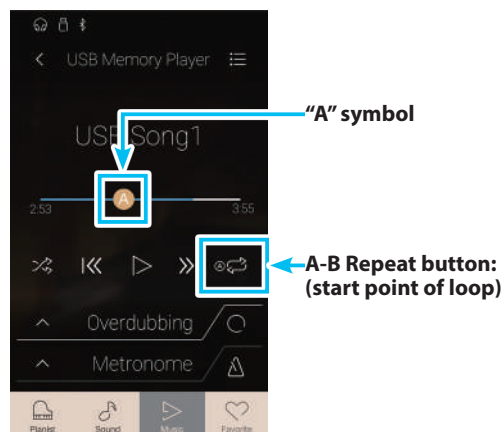 USB Memory Player
"A" symbol
USB Song1
A
2:53
3:55
A
A-B Repeat button:
(start point of loop)
Overdubbing
Metronome
Pianist
Sound
Music
Favorite